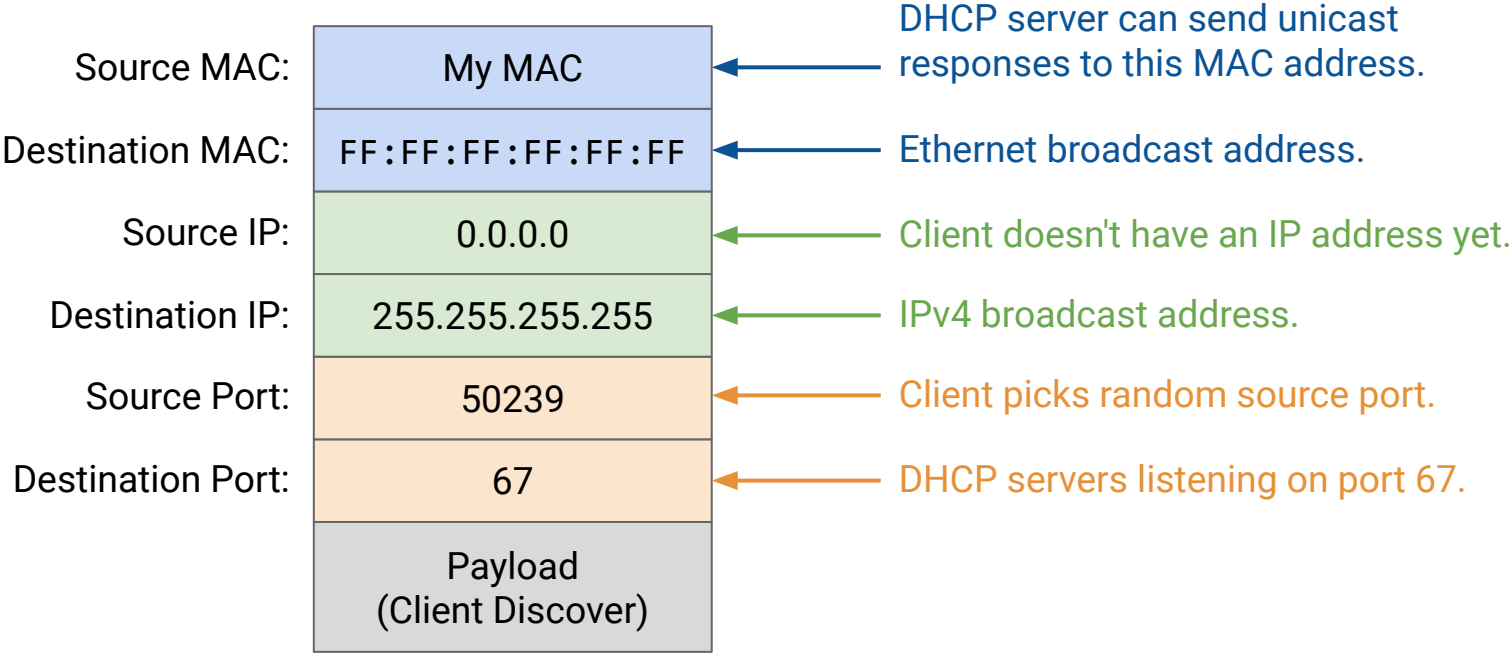 DHCP server can send unicast
responses to this MAC address.
Source MAC:
My MAC
Destination MAC:
FF:FF:FF:FF:FF:FF
Ethernet broadcast address.
Source IP:
0.0.0.0
Client doesn't have an IP address yet.
Destination IP:
255.255.255.255
IPv4 broadcast address.
Source Port:
50239
Client picks random source port.
Destination Port:
67
DHCP servers listening on port 67.
Payload
(Client Discover)